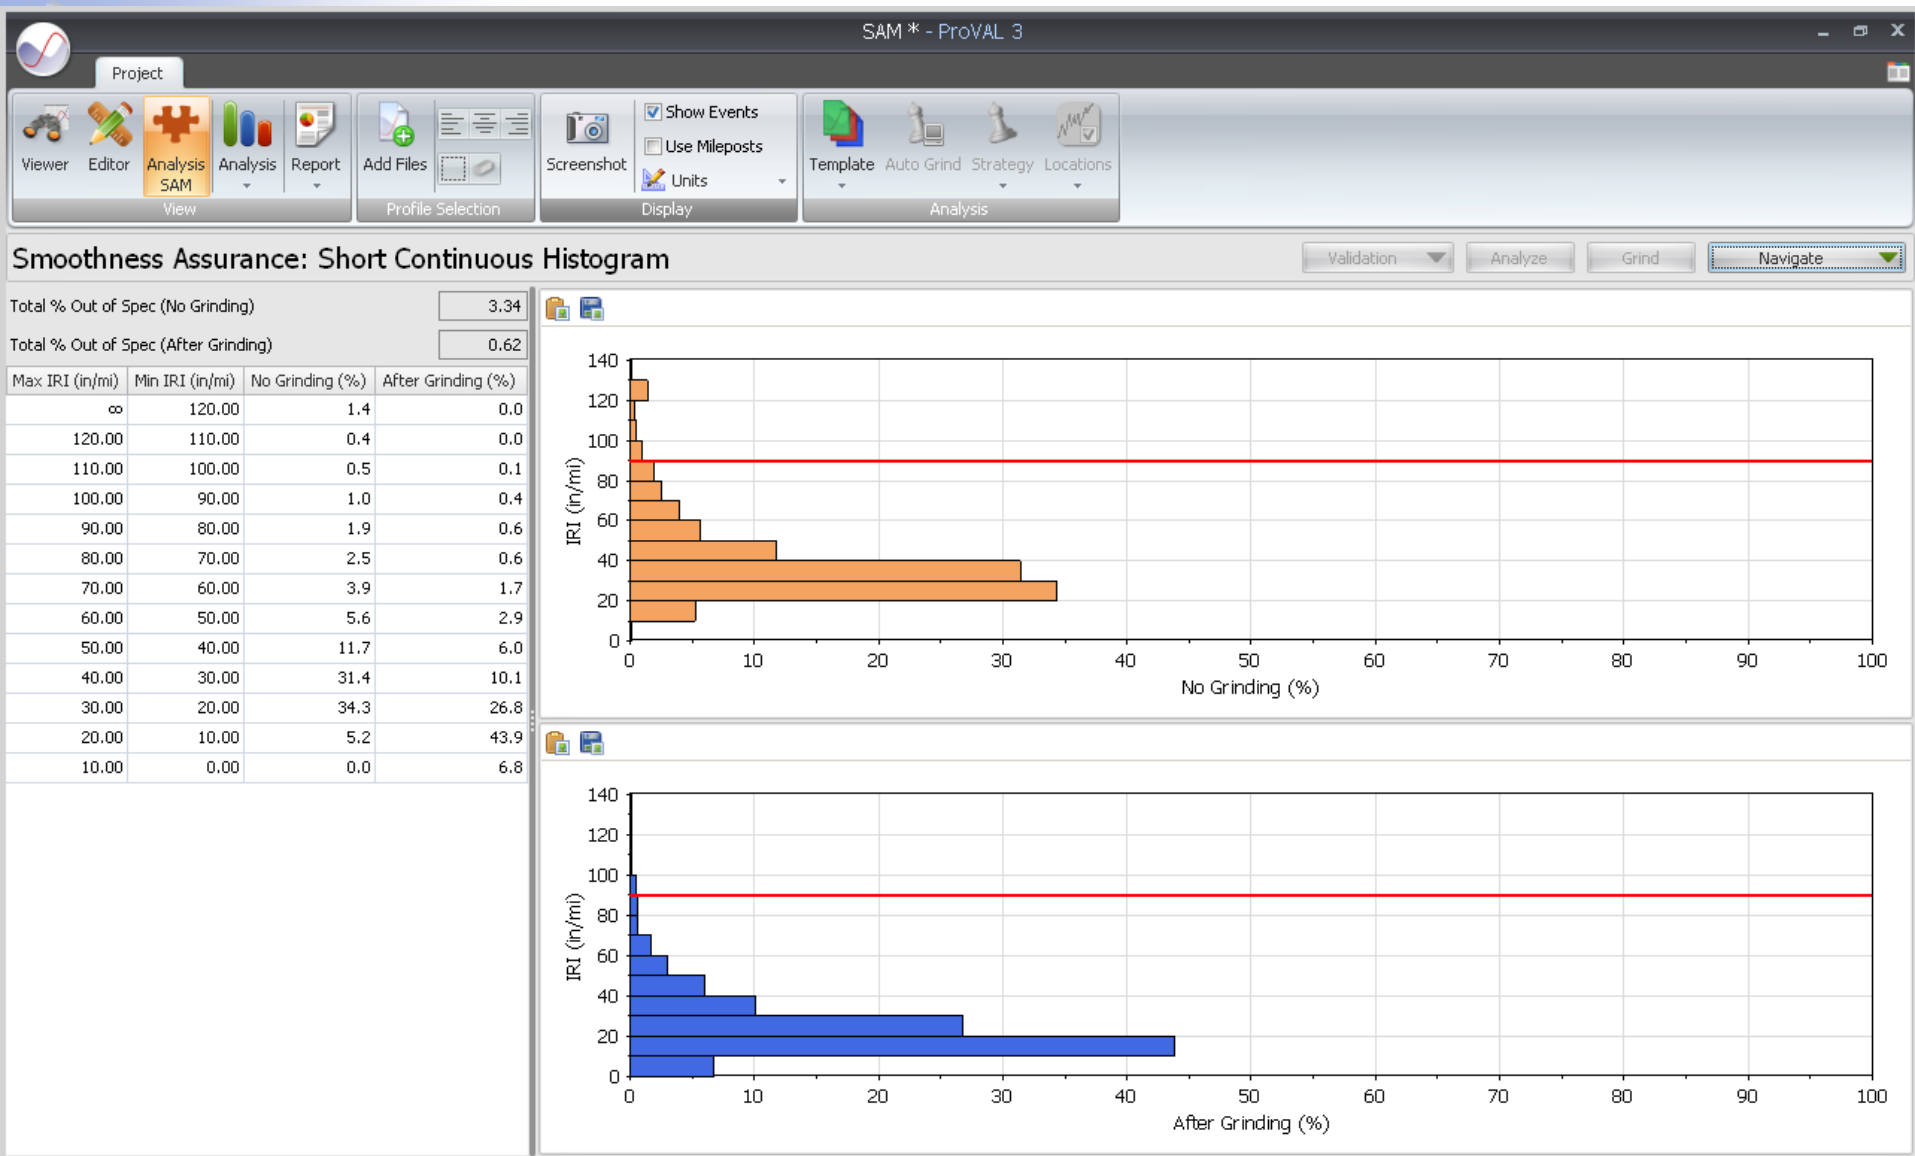 SAM * - ProVAL 3
Project
Viewer
Editor
Analysis SAM
Analysis
Report
View
Add Files
Profile Selection
Screenshot
Show Events
Use Mileposts
Units
Display
Template
Auto Grind
Strategy
Locations
Analysis
Smoothness Assurance: Short Continuous Histogram
Validation
Analyze
Grind
Navigate
Total % Out of Spec (No Grinding) 3.34
Total % Out of Spec (After Grinding) 0.62
Max IRI (in/mi) Min IRI (in/mi) No Grinding (%) After Grinding (%)
∞ 120.00 1.4 0.0
120.00 110.00 0.4 0.0
110.00 100.00 0.5 0.1
100.00 90.00 1.0 0.4
90.00 80.00 1.9 0.6
80.00 70.00 2.5 0.6
70.00 60.00 3.9 1.7
60.00 50.00 5.6 2.9
50.00 40.00 11.7 6.0
40.00 30.00 31.4 10.1
30.00 20.00 34.3 26.8
20.00 10.00 5.2 43.9
10.00 0.00 0.0 6.8
IRI (in/mi)
140
120
100
80
60
40
20
0
0 10 20 30 40 50 60 70 80 90 100
No Grinding (%)
IRI (in/mi)
140
120
100
80
60
40
20
0
0 10 20 30 40 50 60 70 80 90 100
After Grinding (%)